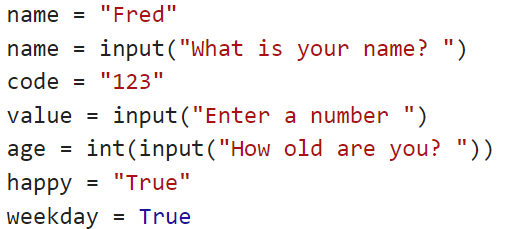 name = "Fred"
name = input("What is your name? ")
code = "123"
value = input("Enter a number ")
age = int(input("How old are you? "))
happy = "True"
weekday = True